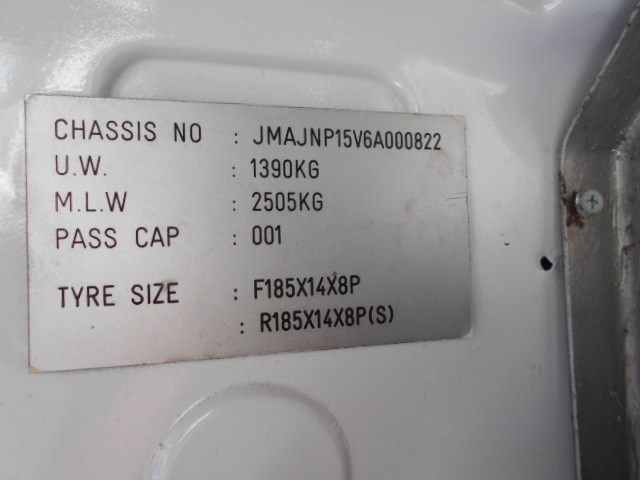 CHASSIS NO : JMAJNP15V6A000822
U.W. : 1390KG
M.L.W : 2505KG
PASS CAP : 001
TYRE SIZE : F185X14X8P
: R185X14X8P(S)